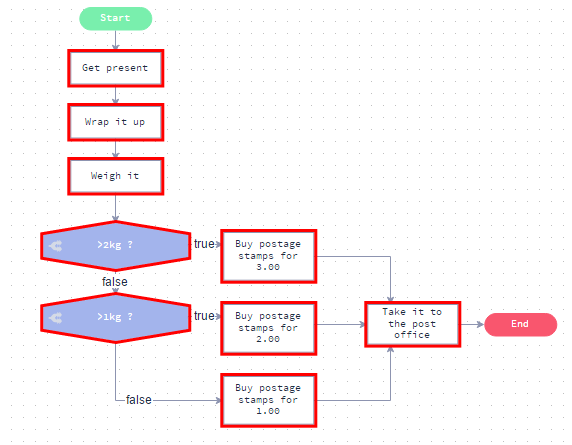 Start
Get present
Wrap it up
Weigh it
>2kg ?
true
Buy postage
stamps for
3.00
false
>1kg ?
true
Buy postage
stamps for
2.00
Take it to
the post
office
End
false
Buy postage
stamps for
1.00